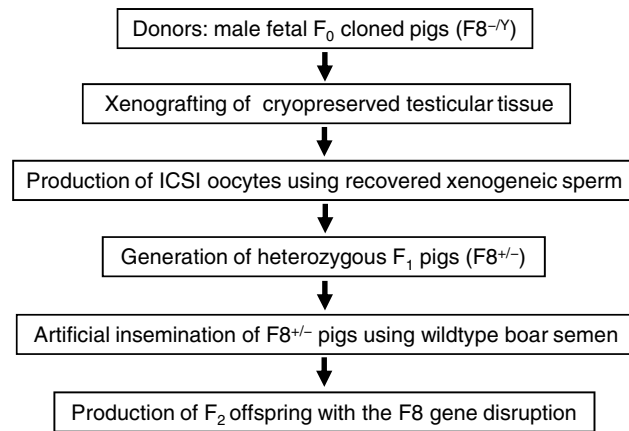 Donors: male fetal F₀ cloned pigs (F8⁻/ʸ)
Xenografting of cryopreserved testicular tissue
Production of ICSI oocytes using recovered xenogeneic sperm
Generation of heterozygous F₁ pigs (F8⁺/⁻)
Artificial insemination of F8⁺/⁻ pigs using wildtype boar semen
Production of F₂ offspring with the F8 gene disruption